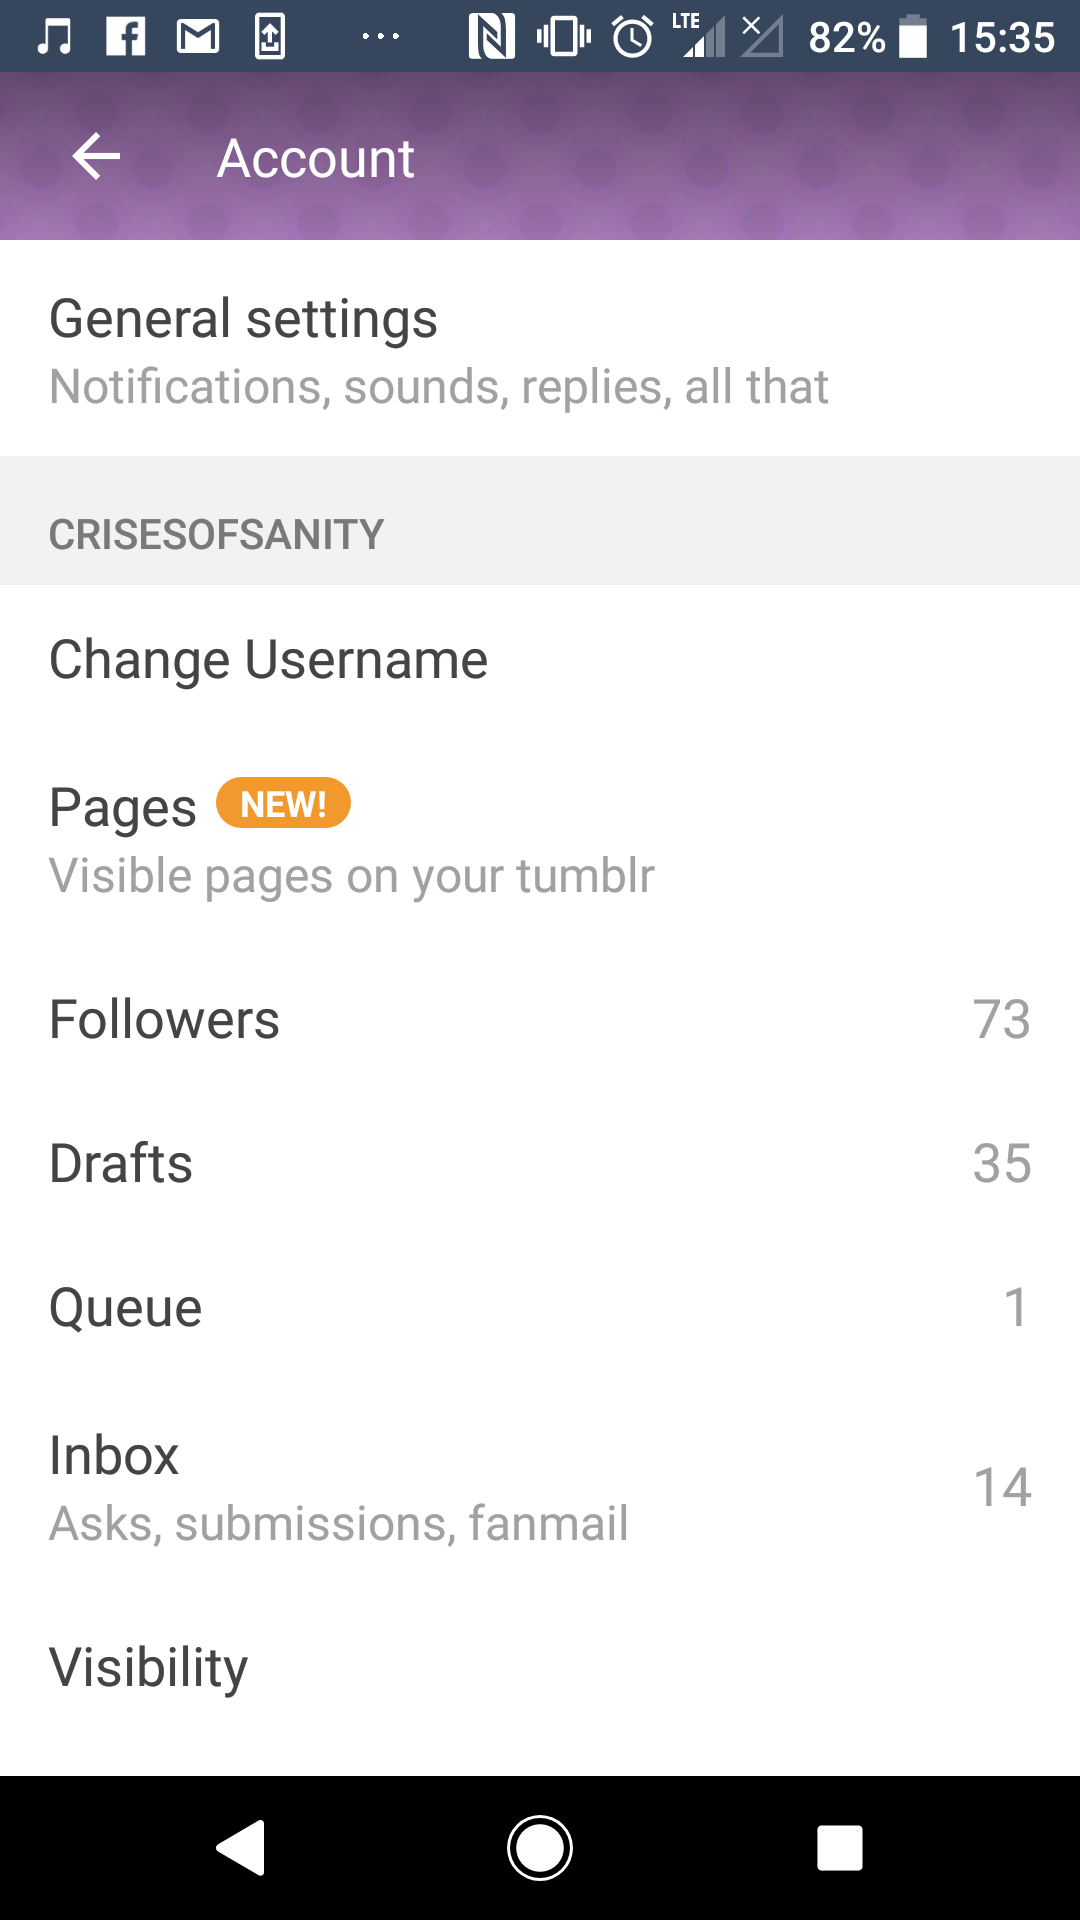 LTE 82% 15:35
Account
General settings
Notifications, sounds, replies, all that
CRISESOFSANITY
Change Username
Pages NEW!
Visible pages on your tumblr
Followers 73
Drafts 35
Queue 1
Inbox 14
Asks, submissions, fanmail
Visibility